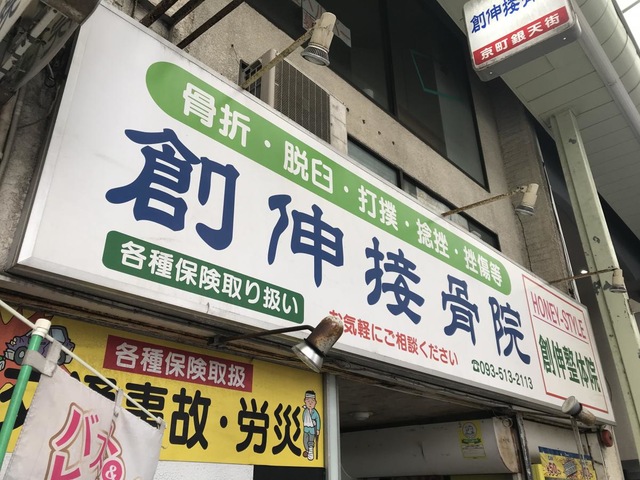 創伸接骨
京町銀天街
骨折・脱臼・打撲・捻挫・挫傷等
創伸接骨院
各種保険取り扱い
お気軽にご相談ください
☎093-513-2113
HONEY-STYLE
創伸整体院
各種保険取扱
交通事故・労災